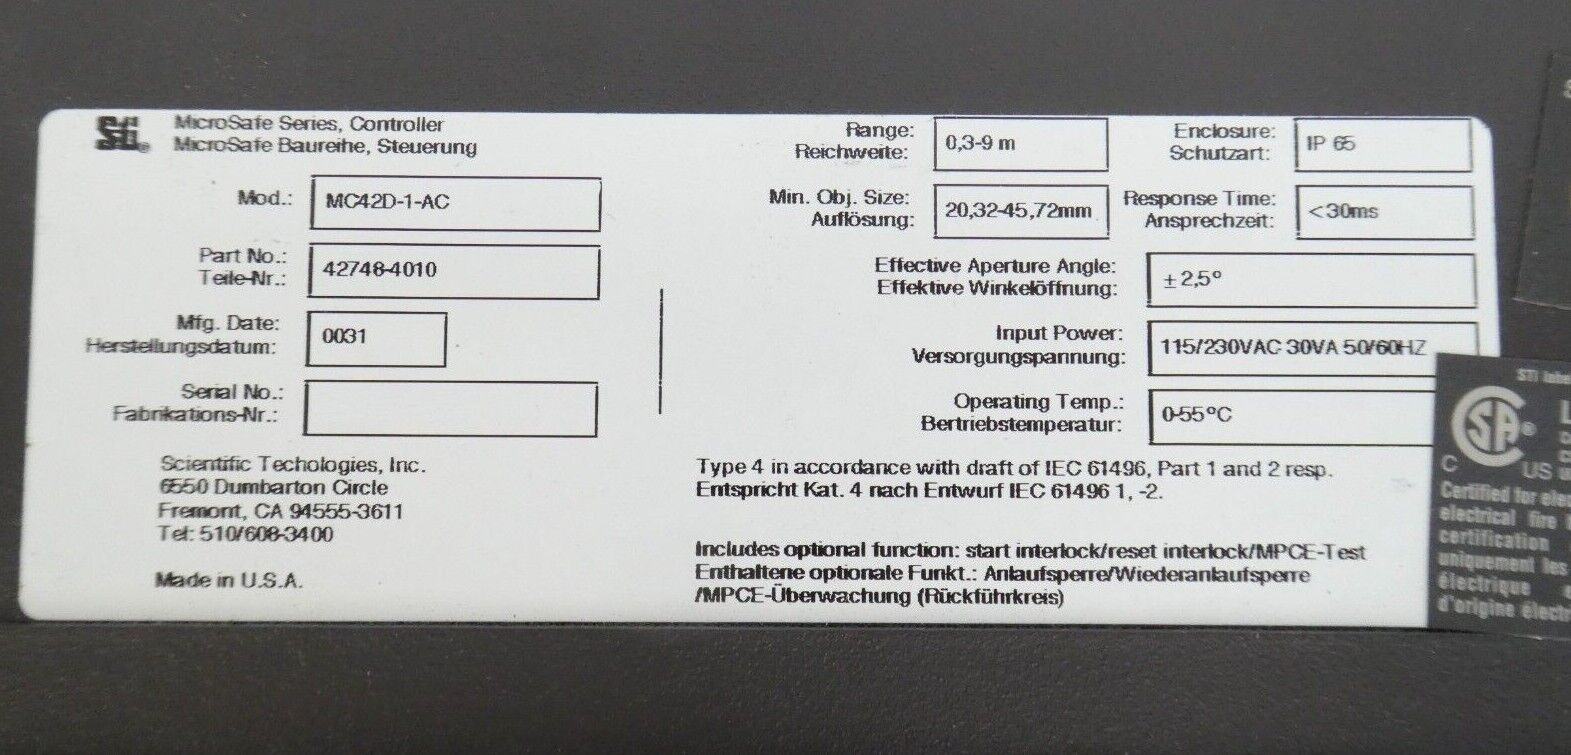 STi®
MicroSafe Series, Controller
MicroSafe Baureihe, Steuerung
Mod.: MC42D-1-AC
Part No.:
Teile-Nr.: 42748-4010
Mfg. Date:
Herstellungsdatum: 0031
Serial No.:
Fabrikations-Nr.:
Scientific Techologies, Inc.
6550 Dumbarton Circle
Fremont, CA 94555-3611
Tel: 510/608-3400
Made in U.S.A.
Range:
Reichweite: 0,3-9 m
Enclosure:
Schutzart: IP 65
Min. Obj. Size:
Auflösung: 20,32-45,72mm
Response Time:
Ansprechzeit: <30ms
Effective Aperture Angle:
Effektive Winkelöffnung: ±2,5°
Input Power:
Versorgungspannung: 115/230VAC 30VA 50/60HZ
Operating Temp.:
Bertriebstemperatur: 0-55°C
Type 4 in accordance with draft of IEC 61496, Part 1 and 2 resp.
Entspricht Kat. 4 nach Entwurf IEC 61496 1, -2.
Includes optional function: start interlock/reset interlock/MPCE-Test
Enthaltene optionale Funkt.: Anlaufsperre/Wiederanlaufsperre
/MPCE-Überwachung (Rückführkreis)
STI
CSA®
C US
Certified for
electrical fire
certification
uniquement les
électrique
d'origine